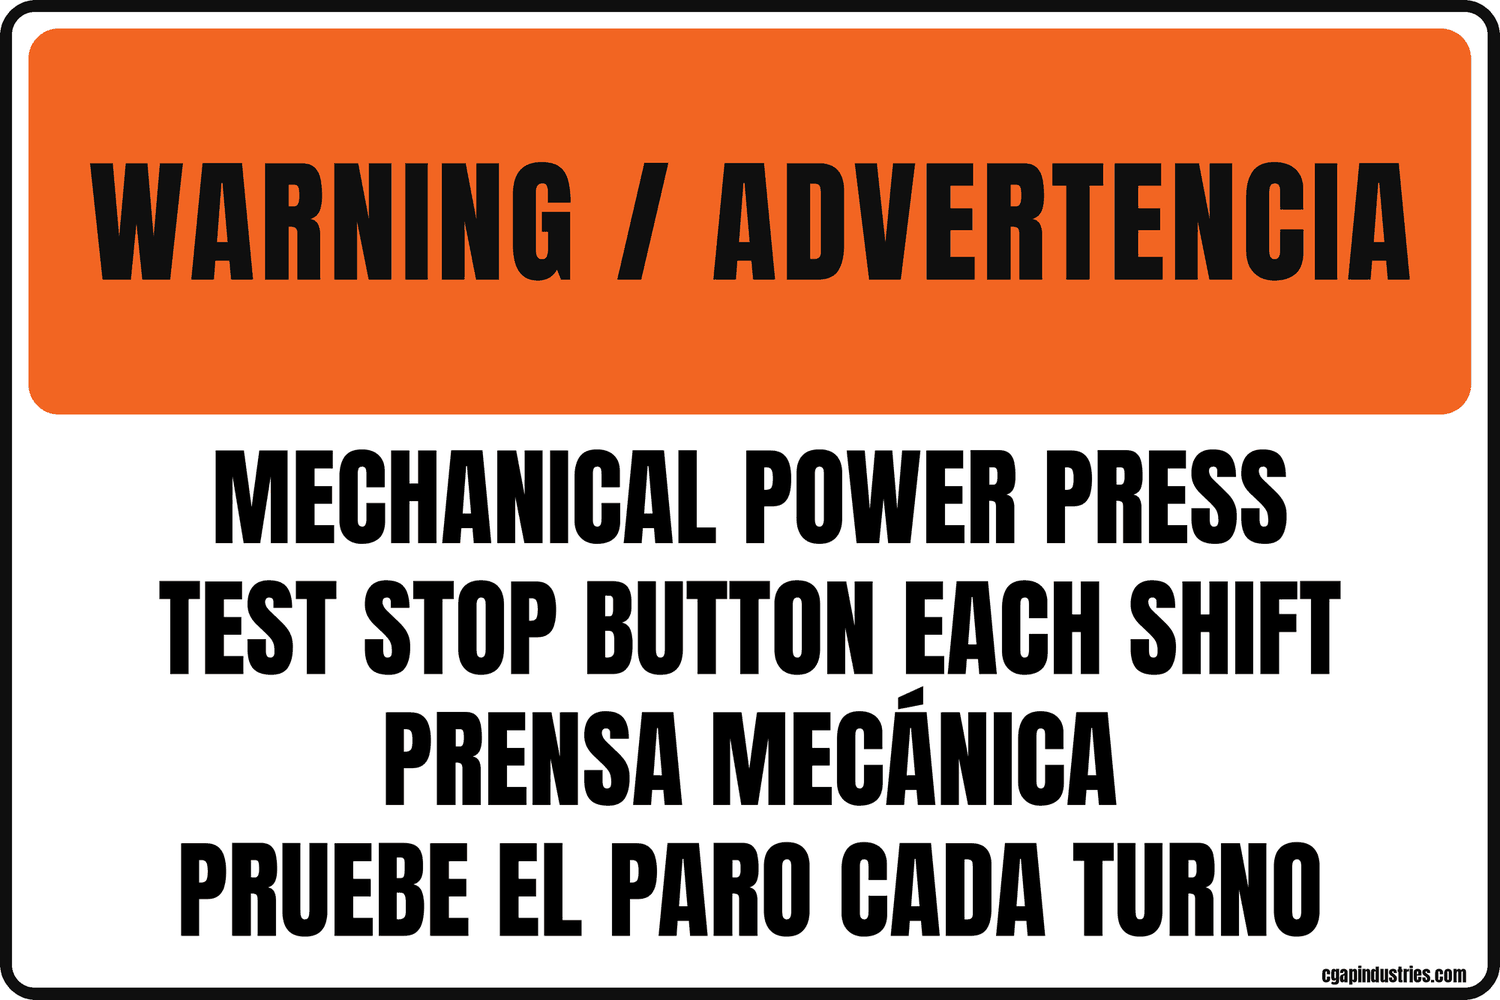 WARNING / ADVERTENCIA
MECHANICAL POWER PRESS
TEST STOP BUTTON EACH SHIFT
PRENSA MECÁNICA
PRUEBE EL PARO CADA TURNO
cgapindustries.com